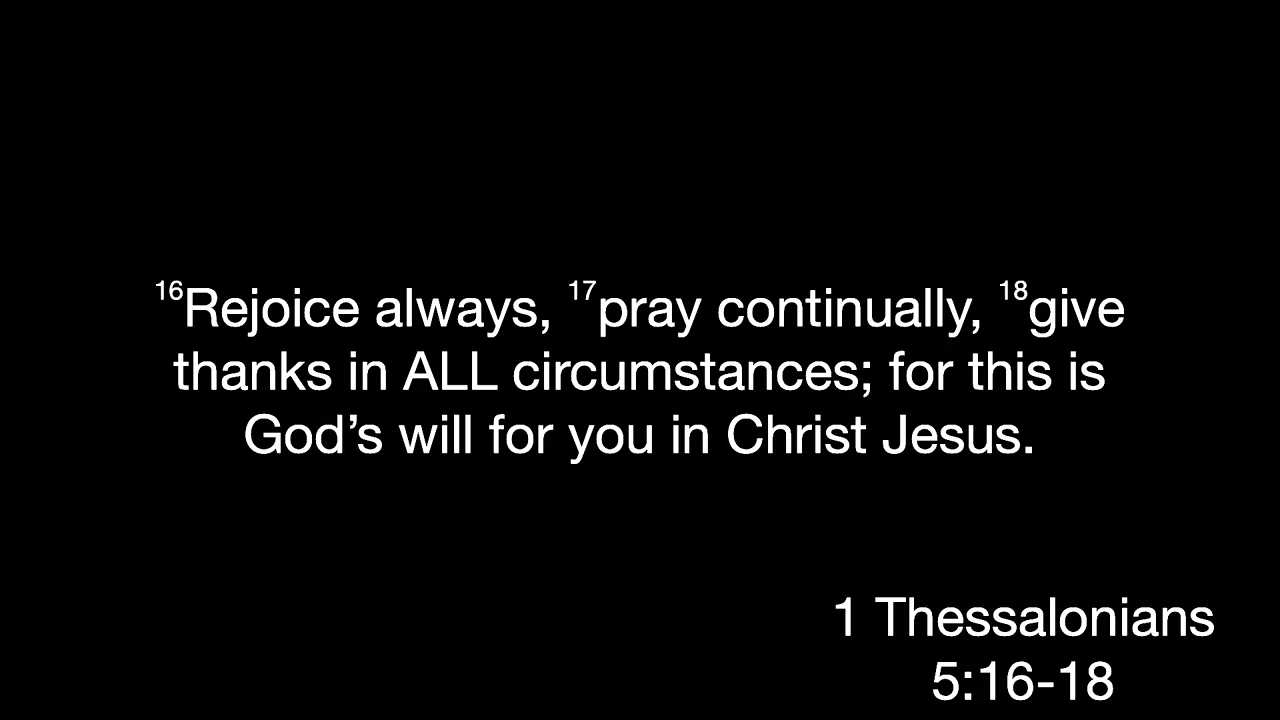 16Rejoice always, 17pray continually, 18give
thanks in ALL circumstances; for this is
God’s will for you in Christ Jesus.
1 Thessalonians
5:16-18